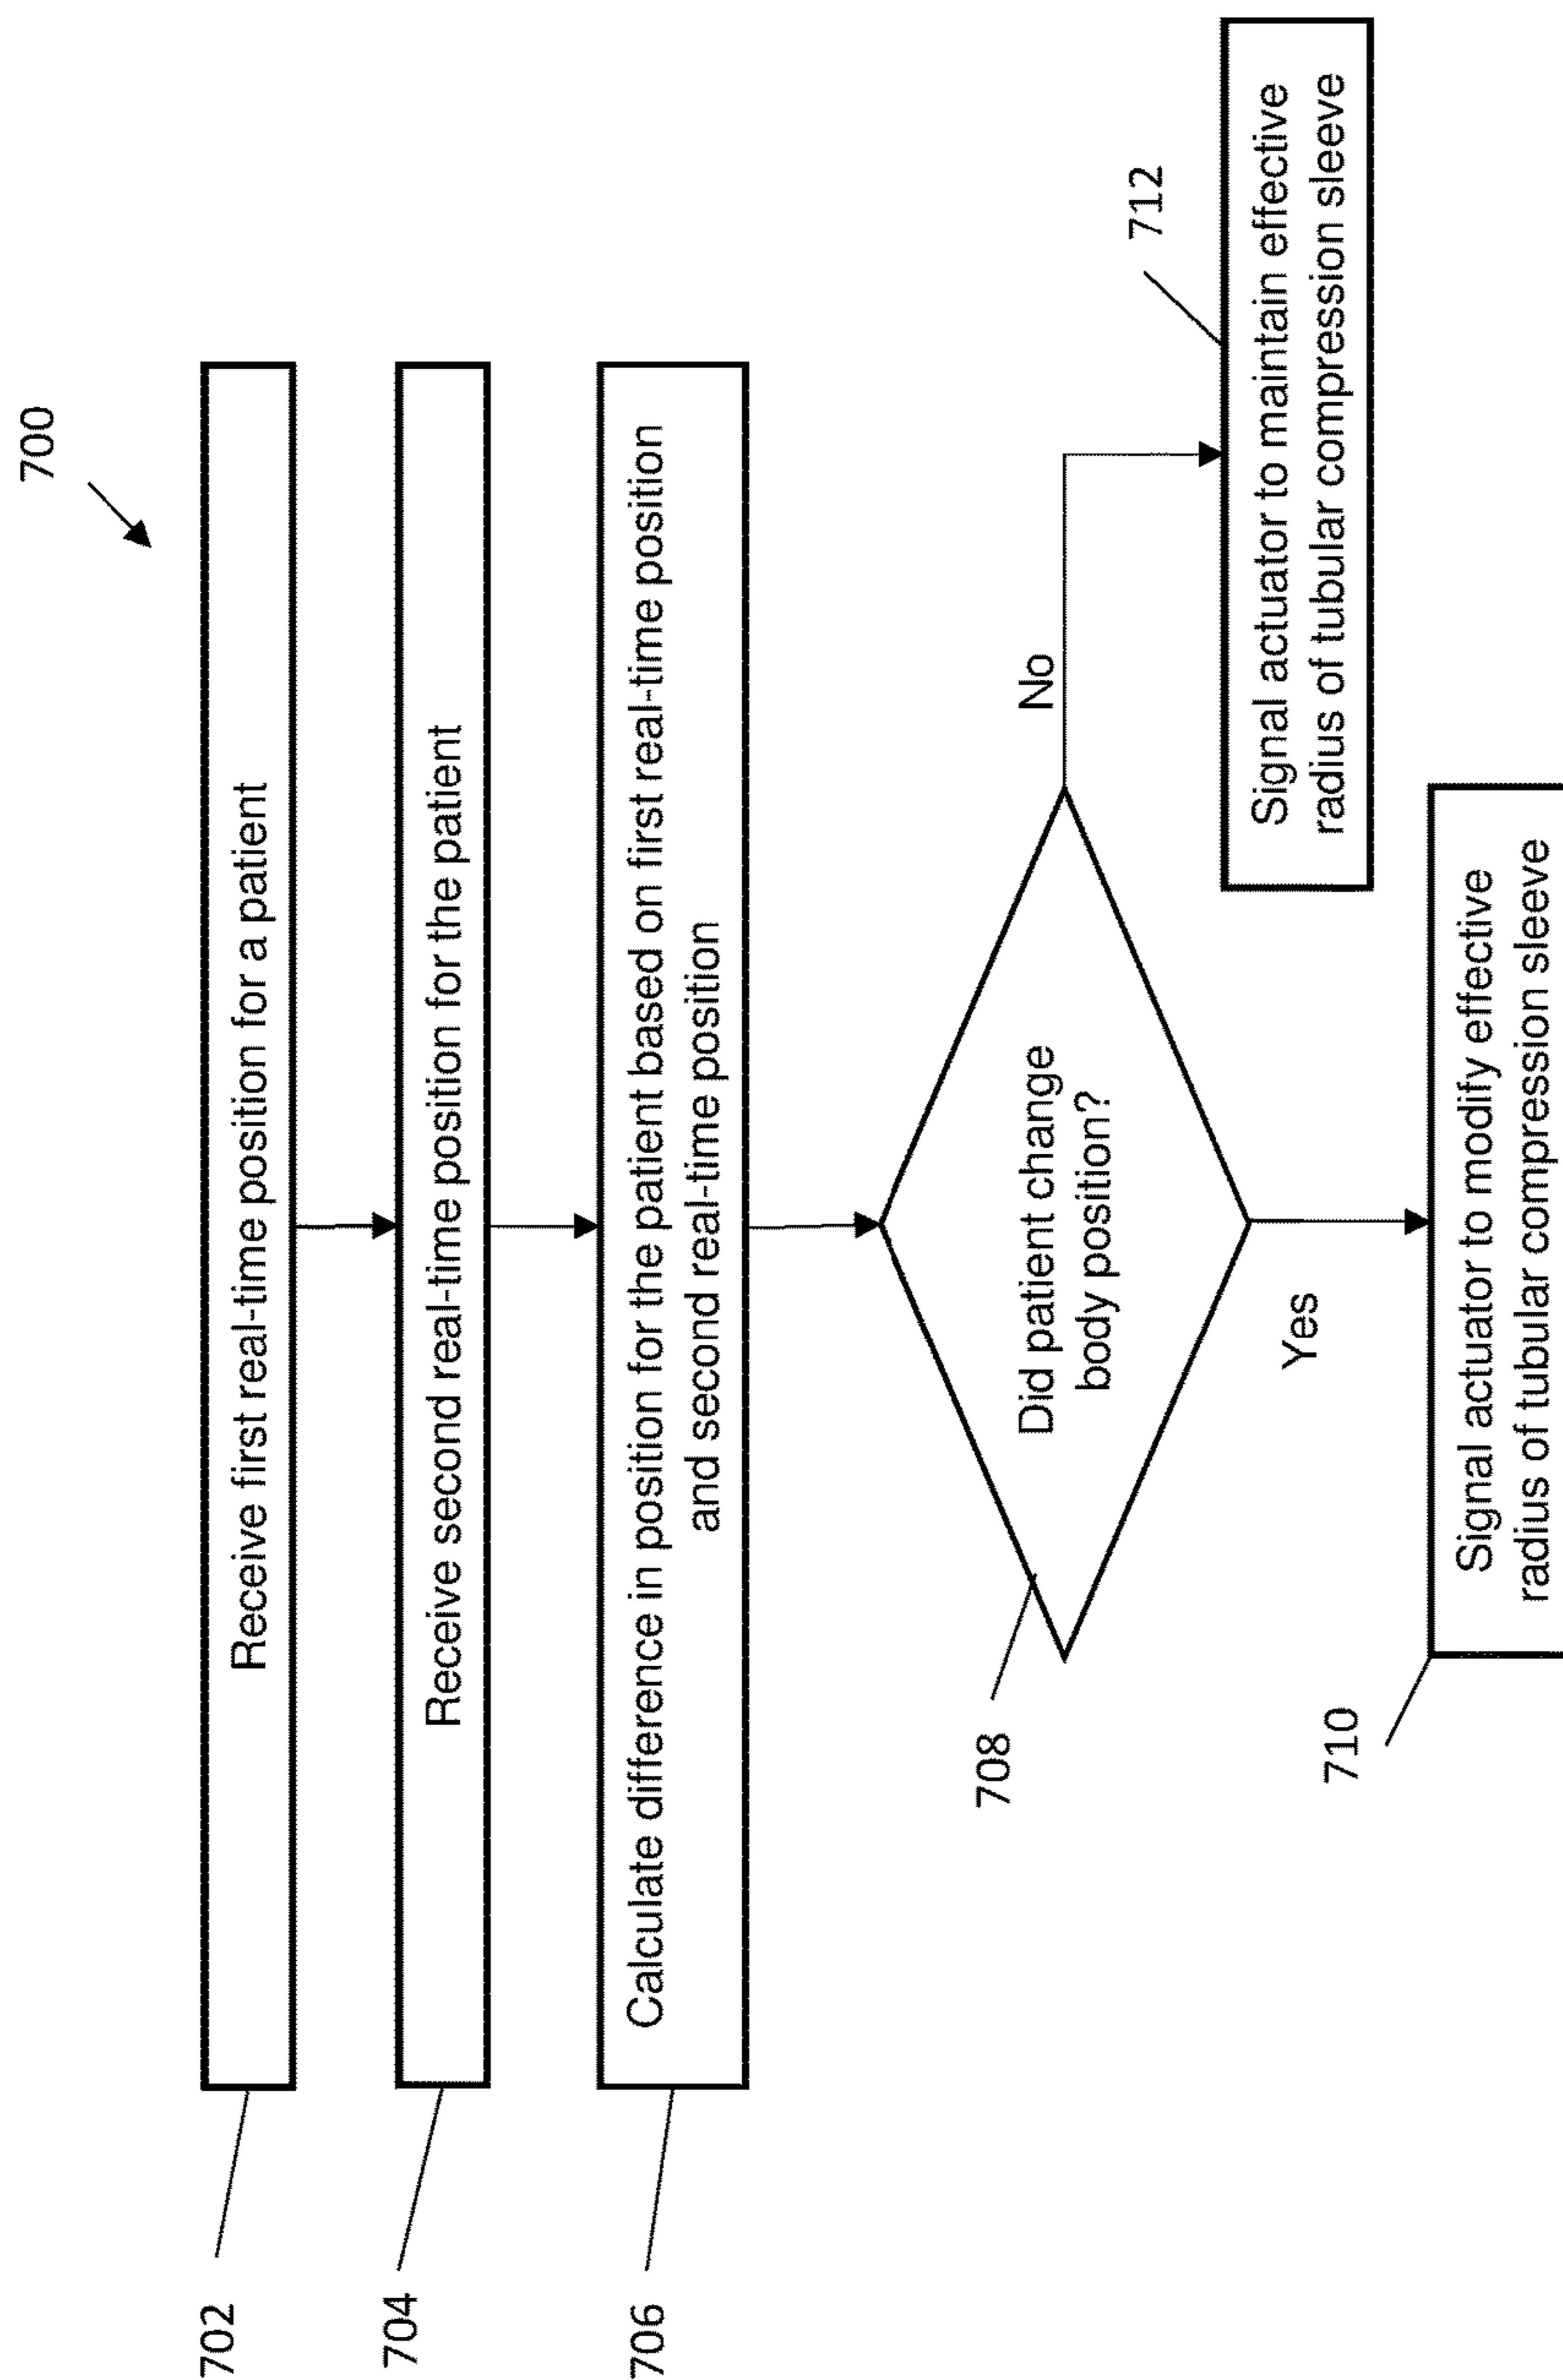 700
702
Receive first real-time position for a patient
704
Receive second real-time position for the patient
706
Calculate difference in position for the patient based on first real-time position
and second real-time position
708
Did patient change
body position?
No
712
Signal actuator to maintain effective
radius of tubular compression sleeve
Yes
710
Signal actuator to modify effective
radius of tubular compression sleeve